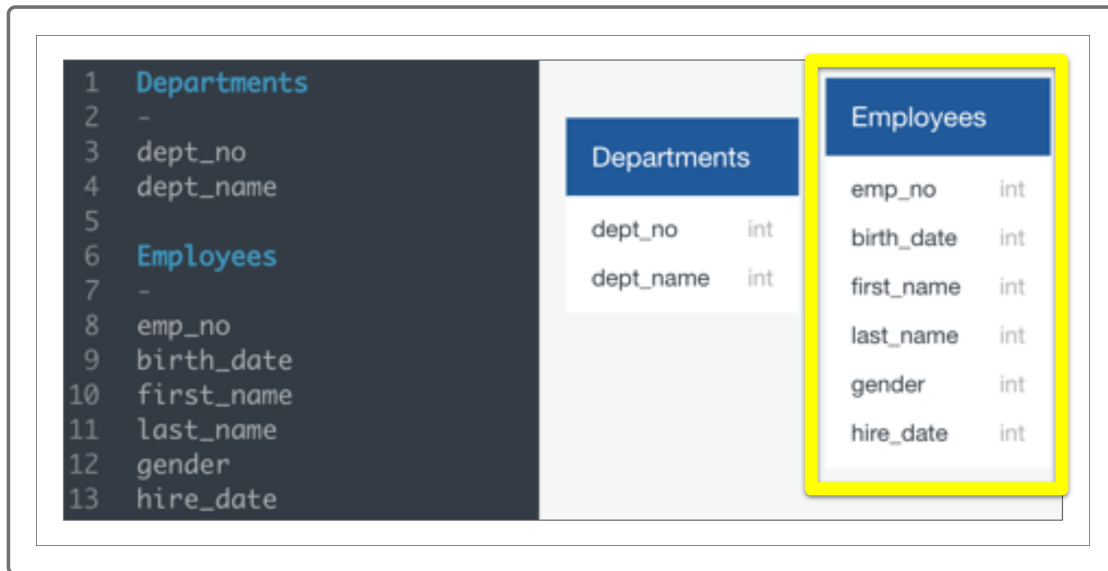 1 Departments
2 -
3 dept_no
4 dept_name
5
6 Employees
7 -
8 emp_no
9 birth_date
10 first_name
11 last_name
12 gender
13 hire_date
Departments
dept_no int
dept_name int
Employees
emp_no int
birth_date int
first_name int
last_name int
gender int
hire_date int